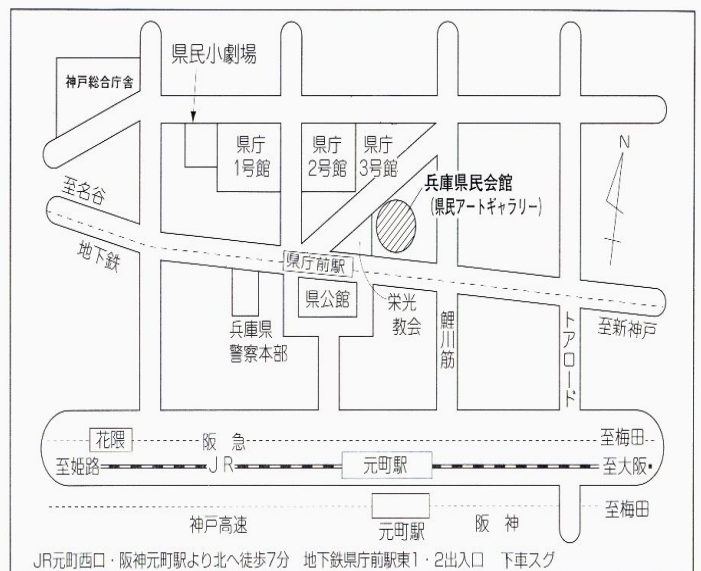 神戸総合庁舎
県民小劇場
県庁
1号館
県庁
2号館
県庁
3号館
N
兵庫県民会館
(県民アートギャラリー)
至名谷
地下鉄
県庁前駅
県公館
栄光
教会
兵庫県
警察本部
鯉川筋
トアロード
至新神戸
花隈
阪急
至梅田
至姫路
JR
元町駅
至大阪
神戸高速
元町駅
阪神
至梅田
JR元町西口・阪神元町駅より北へ徒歩7分 地下鉄県庁前駅東1・2出入口 下車スグ